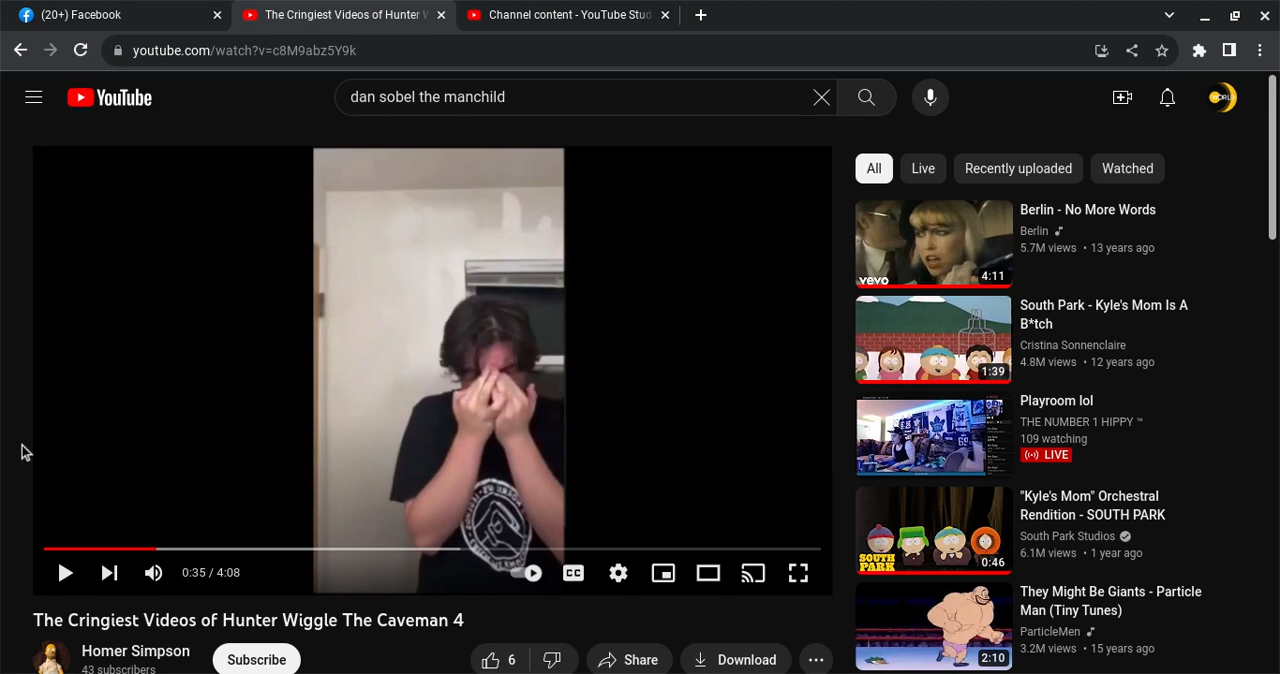 (20+) Facebook
The Cringiest Videos of Hunter W
Channel content - YouTube Stud
youtube.com/watch?v=c8M9abz5Y9k
YouTube
dan sobel the manchild
WORLD
All
Live
Recently uploaded
Watched
Berlin - No More Words
Berlin
5.7M views • 13 years ago
vevo
4:11
South Park - Kyle's Mom Is A
B*tch
Cristina Sonnenclaire
4.8M views • 12 years ago
1:39
Playroom lol
THE NUMBER 1 HIPPY ™
109 watching
LIVE
"Kyle's Mom" Orchestral
Rendition - SOUTH PARK
South Park Studios
6.1M views • 1 year ago
SOUTH
PARK
0:46
They Might Be Giants - Particle
Man (Tiny Tunes)
ParticleMen
3.2M views • 15 years ago
2:10
0:35 / 4:08
CC
The Cringiest Videos of Hunter Wiggle The Caveman 4
Homer Simpson
43 subscribers
Subscribe
6
Share
Download